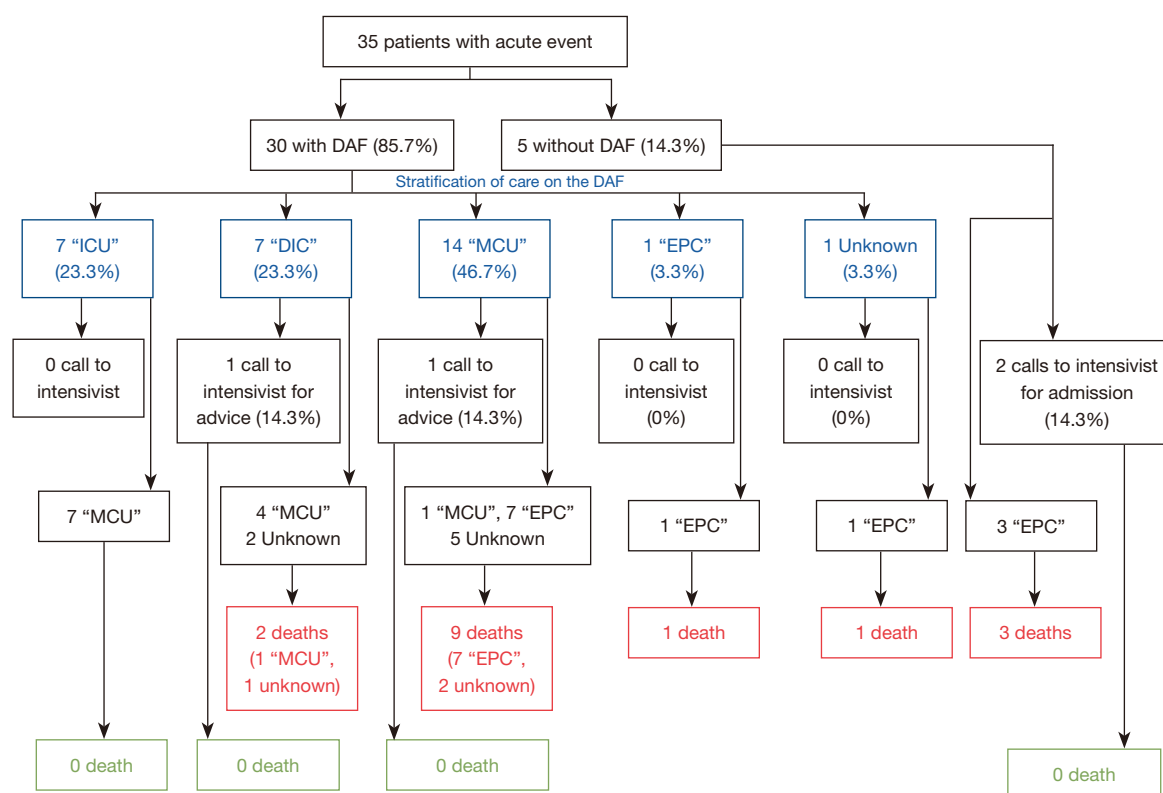 35 patients with acute event
30 with DAF (85.7%)
5 without DAF (14.3%)
Stratification of care on the DAF
7 “ICU”
(23.3%)
7 “DIC”
(23.3%)
14 “MCU”
(46.7%)
1 “EPC”
(3.3%)
1 Unknown
(3.3%)
0 call to
intensivist
1 call to
intensivist for
advice (14.3%)
1 call to
intensivist for
advice (14.3%)
0 call to
intensivist
(0%)
0 call to
intensivist
(0%)
2 calls to intensivist
for admission
(14.3%)
7 “MCU”
4 “MCU”
2 Unknown
1 “MCU”, 7 “EPC”
5 Unknown
1 “EPC”
1 “EPC”
3 “EPC”
2 deaths
(1 “MCU”,
1 unknown)
9 deaths
(7 “EPC”,
2 unknown)
1 death
1 death
3 deaths
0 death
0 death
0 death
0 death